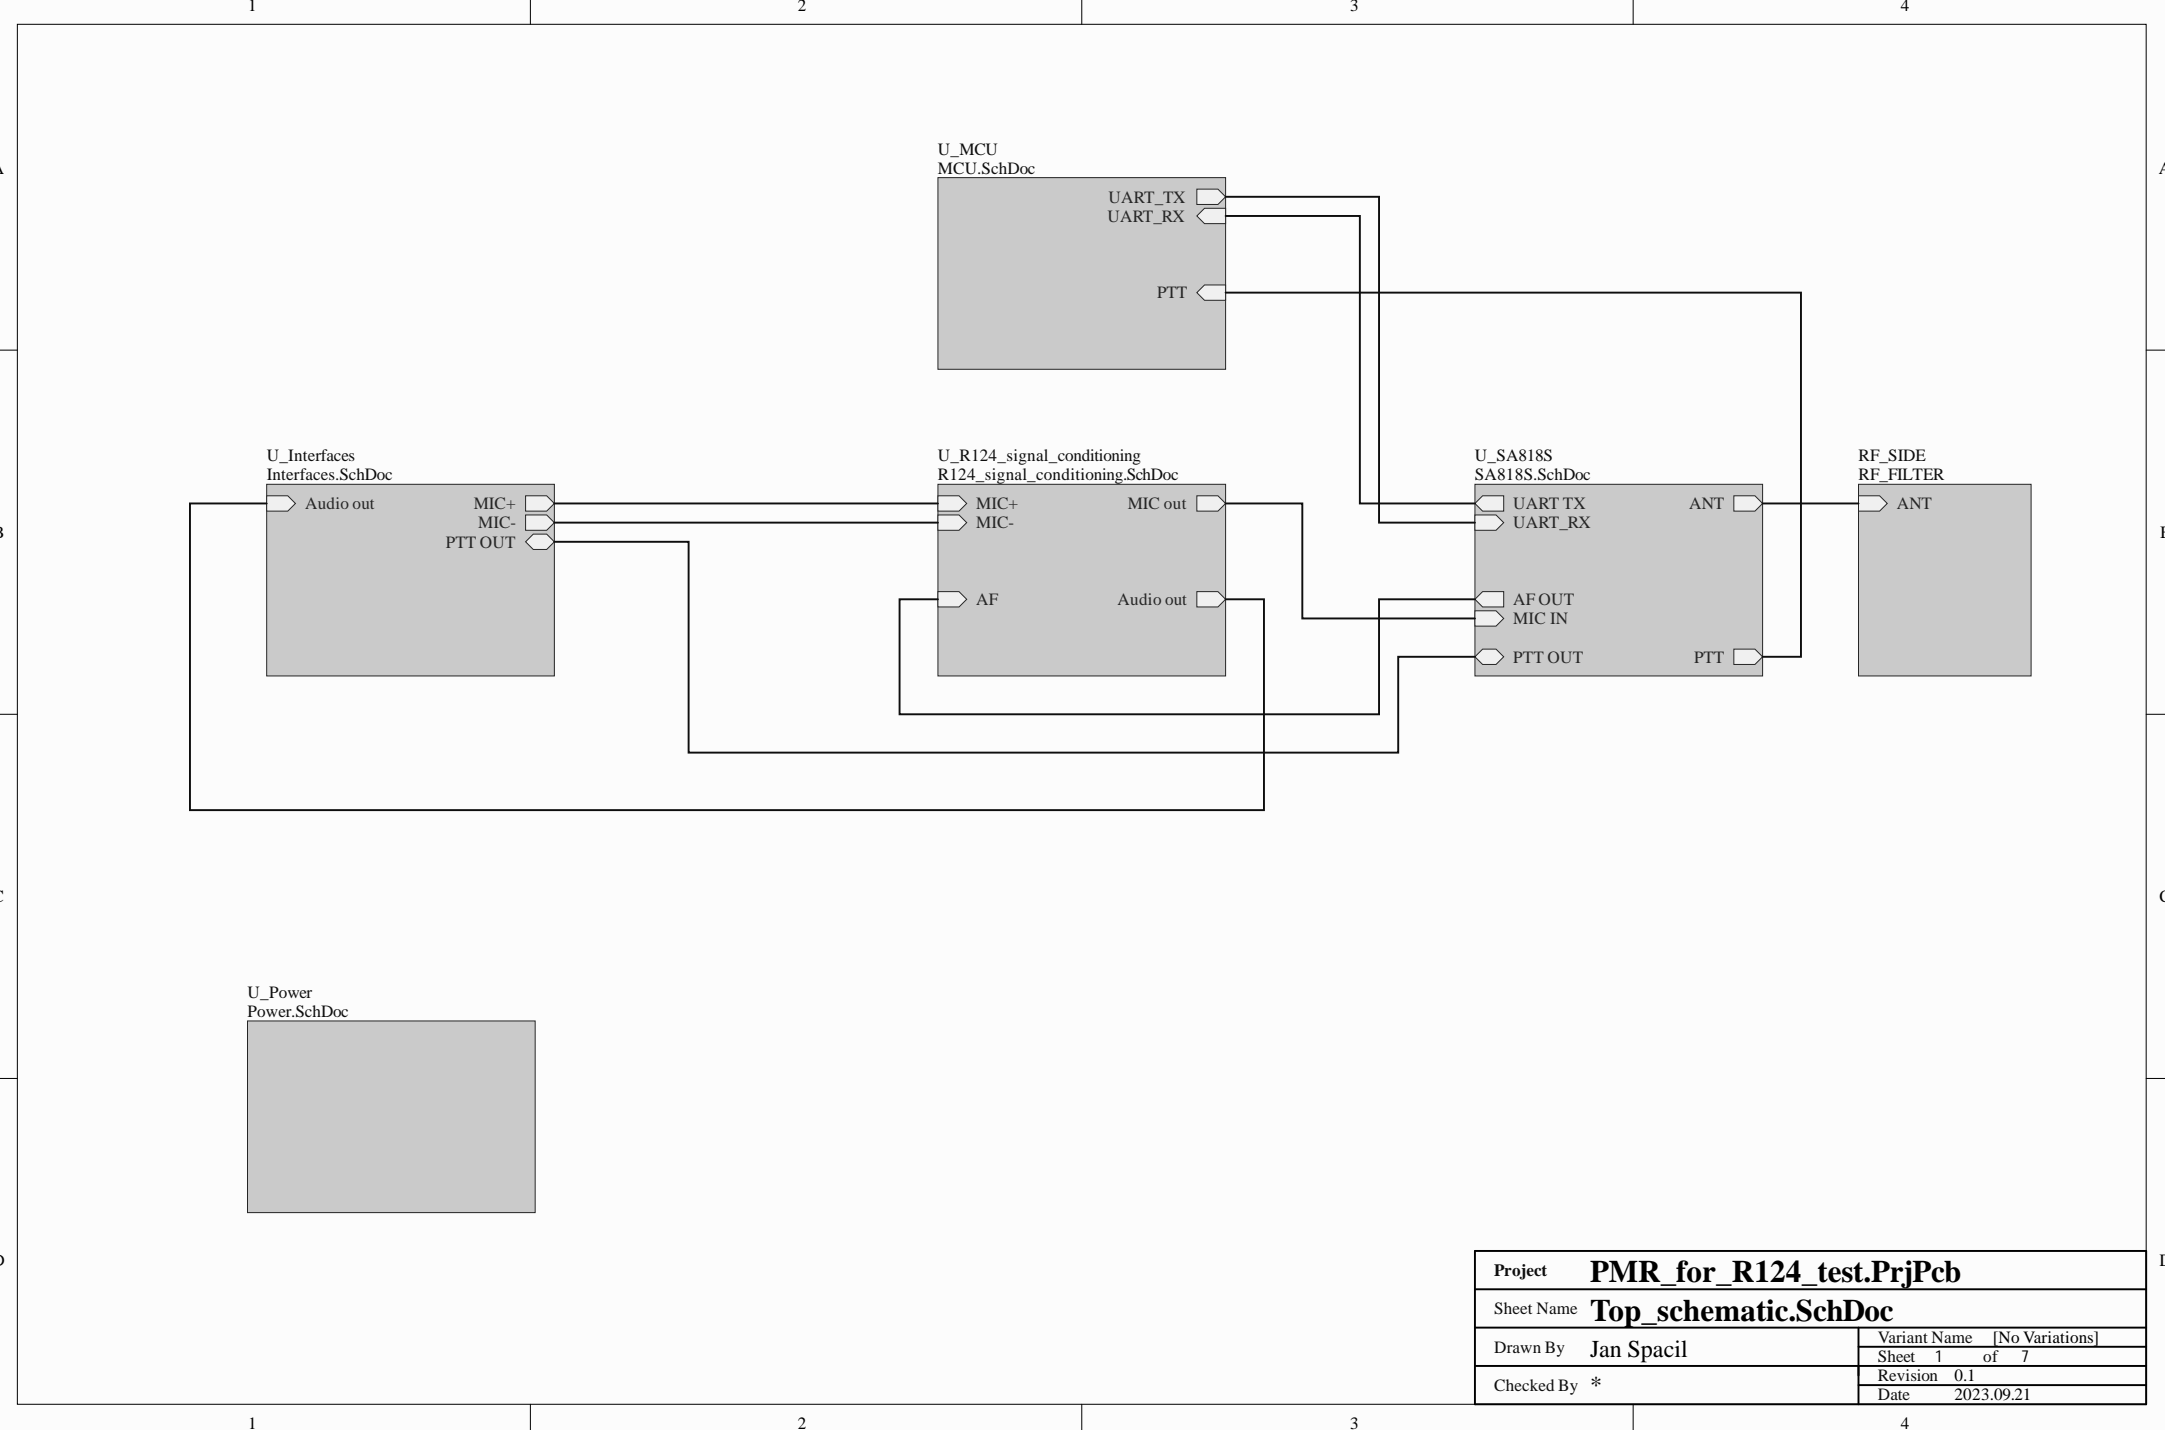 1 2 3 4
U_MCU
MCU.SchDoc
A A
UART_TX
UART_RX
PTT
U_Interfaces
Interfaces.SchDoc
Audio out MIC+
MIC-
PTT OUT
U_R124_signal_conditioning
R124_signal_conditioning.SchDoc
MIC+ MIC out
MIC-
AF Audio out
U_SA818S
SA818S.SchDoc
UART TX ANT
UART_RX
AF OUT
MIC IN
PTT OUT PTT
RF_SIDE
RF_FILTER
ANT
B B
C C
U_Power
Power.SchDoc
D D
Project PMR_for_R124_test.PrjPcb
Sheet Name Top_schematic.SchDoc
Drawn By Jan Spacil
Variant Name [No Variations]
Sheet 1 of 7
Checked By *
Revision 0.1
Date 2023.09.21
1 2 3 4